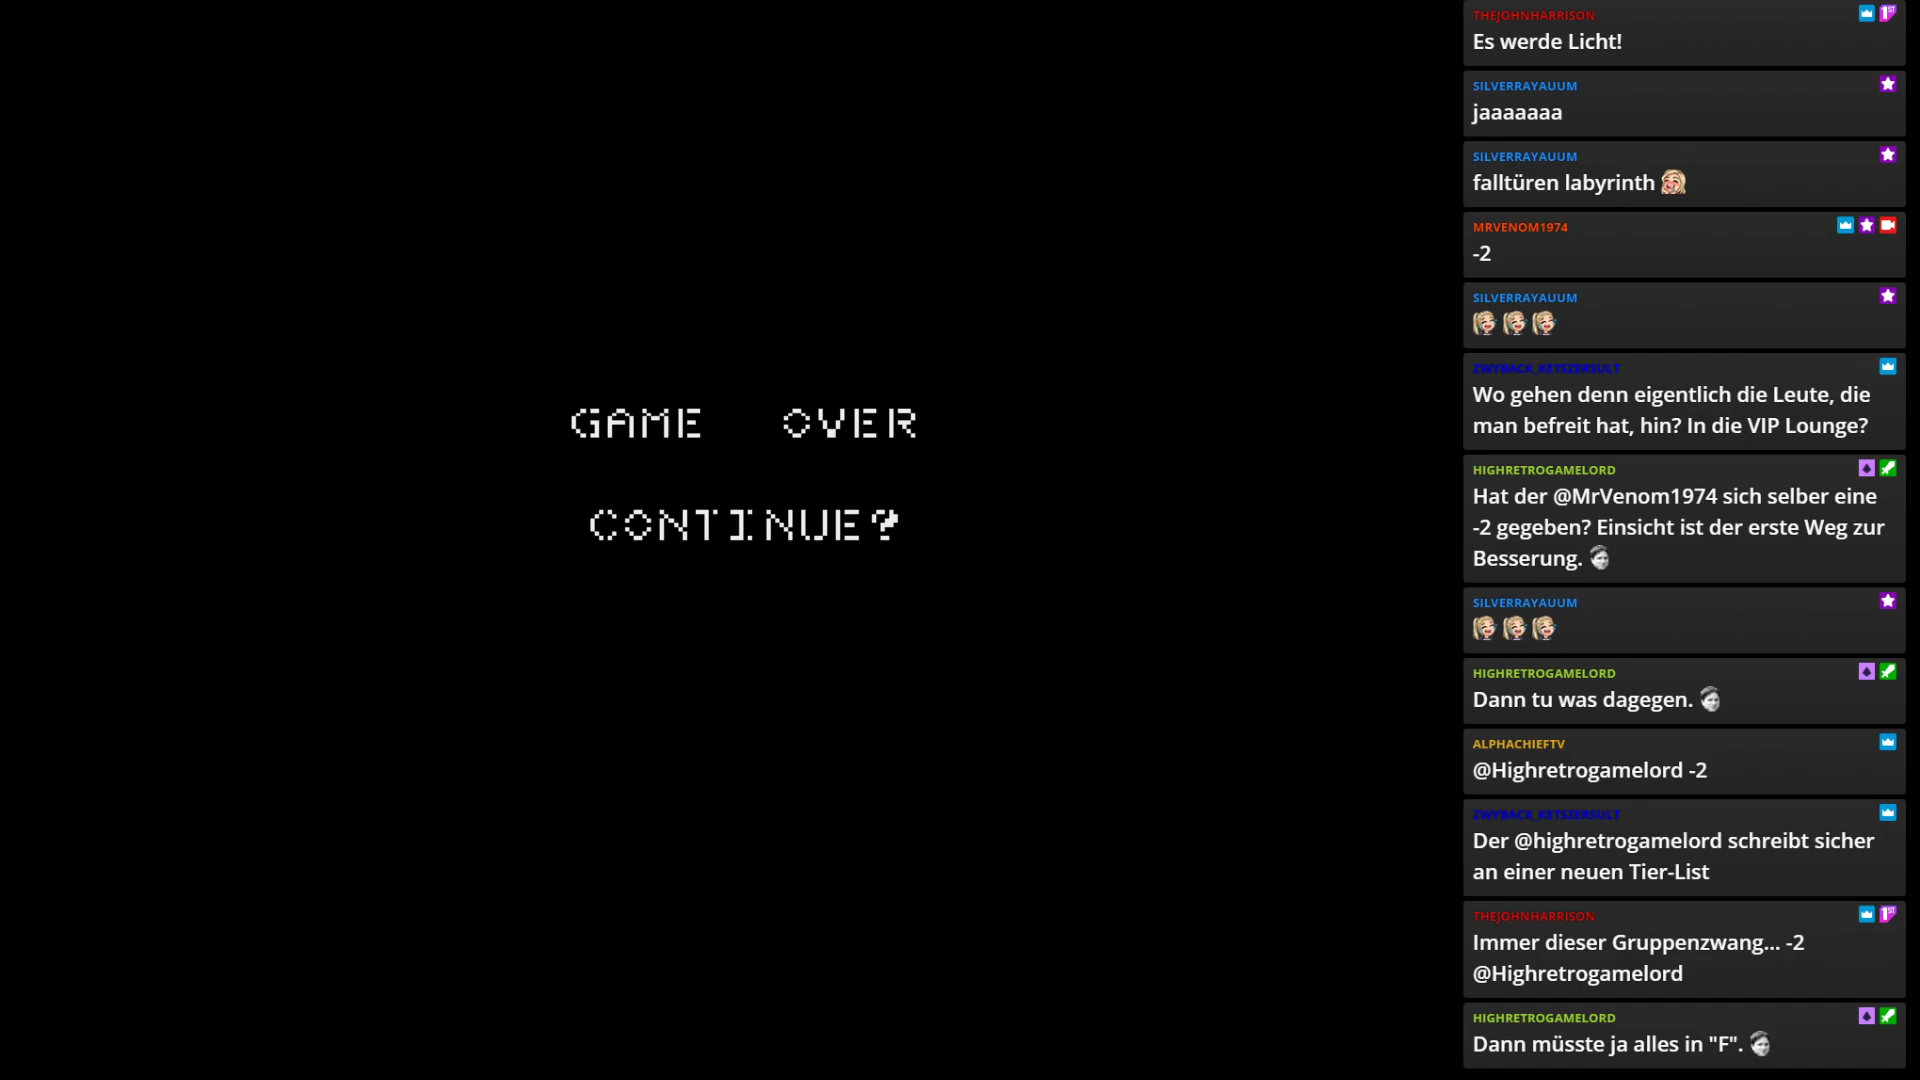 GAME OVER
CONTINUE?
THEJOHNHARRISON
Es werde Licht!
SILVERRAYAUUM
jaaaaaaa
SILVERRAYAUUM
falltüren labyrinth
MRVENOM1974
-2
SILVERRAYAUUM
ZWYBACK_KETSZERSULT
Wo gehen denn eigentlich die Leute, die
man befreit hat, hin? In die VIP Lounge?
HIGHRETROGAMELORD
Hat der @MrVenom1974 sich selber eine
-2 gegeben? Einsicht ist der erste Weg zur
Besserung.
SILVERRAYAUUM
HIGHRETROGAMELORD
Dann tu was dagegen.
ALPHACHIEFTV
@Highretrogamelord -2
ZWYBACK_KETSZERSULT
Der @highretrogamelord schreibt sicher
an einer neuen Tier-List
THEJOHNHARRISON
Immer dieser Gruppenzwang... -2
@Highretrogamelord
HIGHRETROGAMELORD
Dann müsste ja alles in "F".